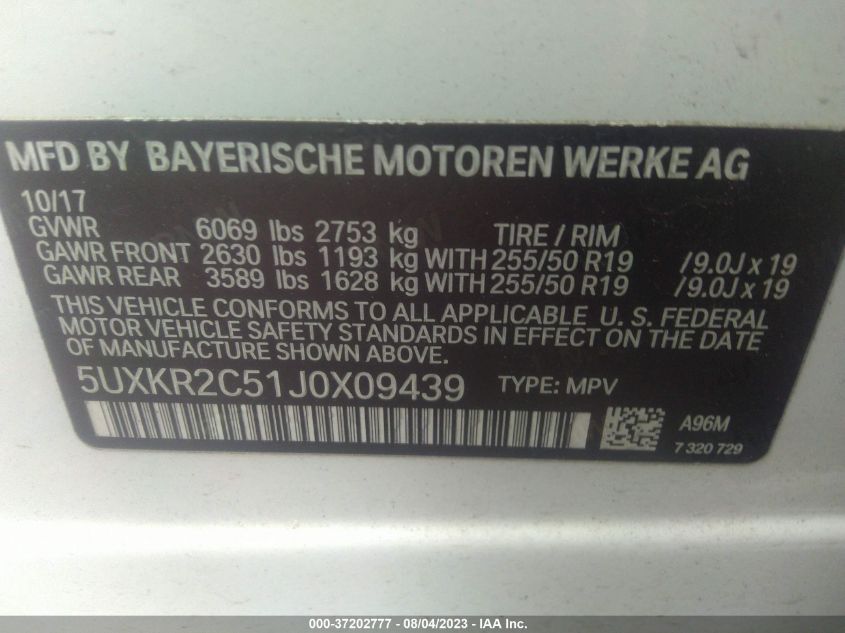 MFD BY BAYERISCHE MOTOREN WERKE AG
10/17
GVWR 6069 lbs 2753 kg TIRE / RIM
GAWR FRONT 2630 lbs 1193 kg WITH 255/50 R19 /9.0J x 19
GAWR REAR 3589 lbs 1628 kg WITH 255/50 R19 /9.0J x 19
THIS VEHICLE CONFORMS TO ALL APPLICABLE U. S. FEDERAL
MOTOR VEHICLE SAFETY STANDARDS IN EFFECT ON THE DATE
OF MANUFACTURE SHOWN ABOVE.
5UXKR2C51J0X09439 TYPE: MPV
A96M
7 320 729
000-37202777 - 08/04/2023 - IAA Inc.